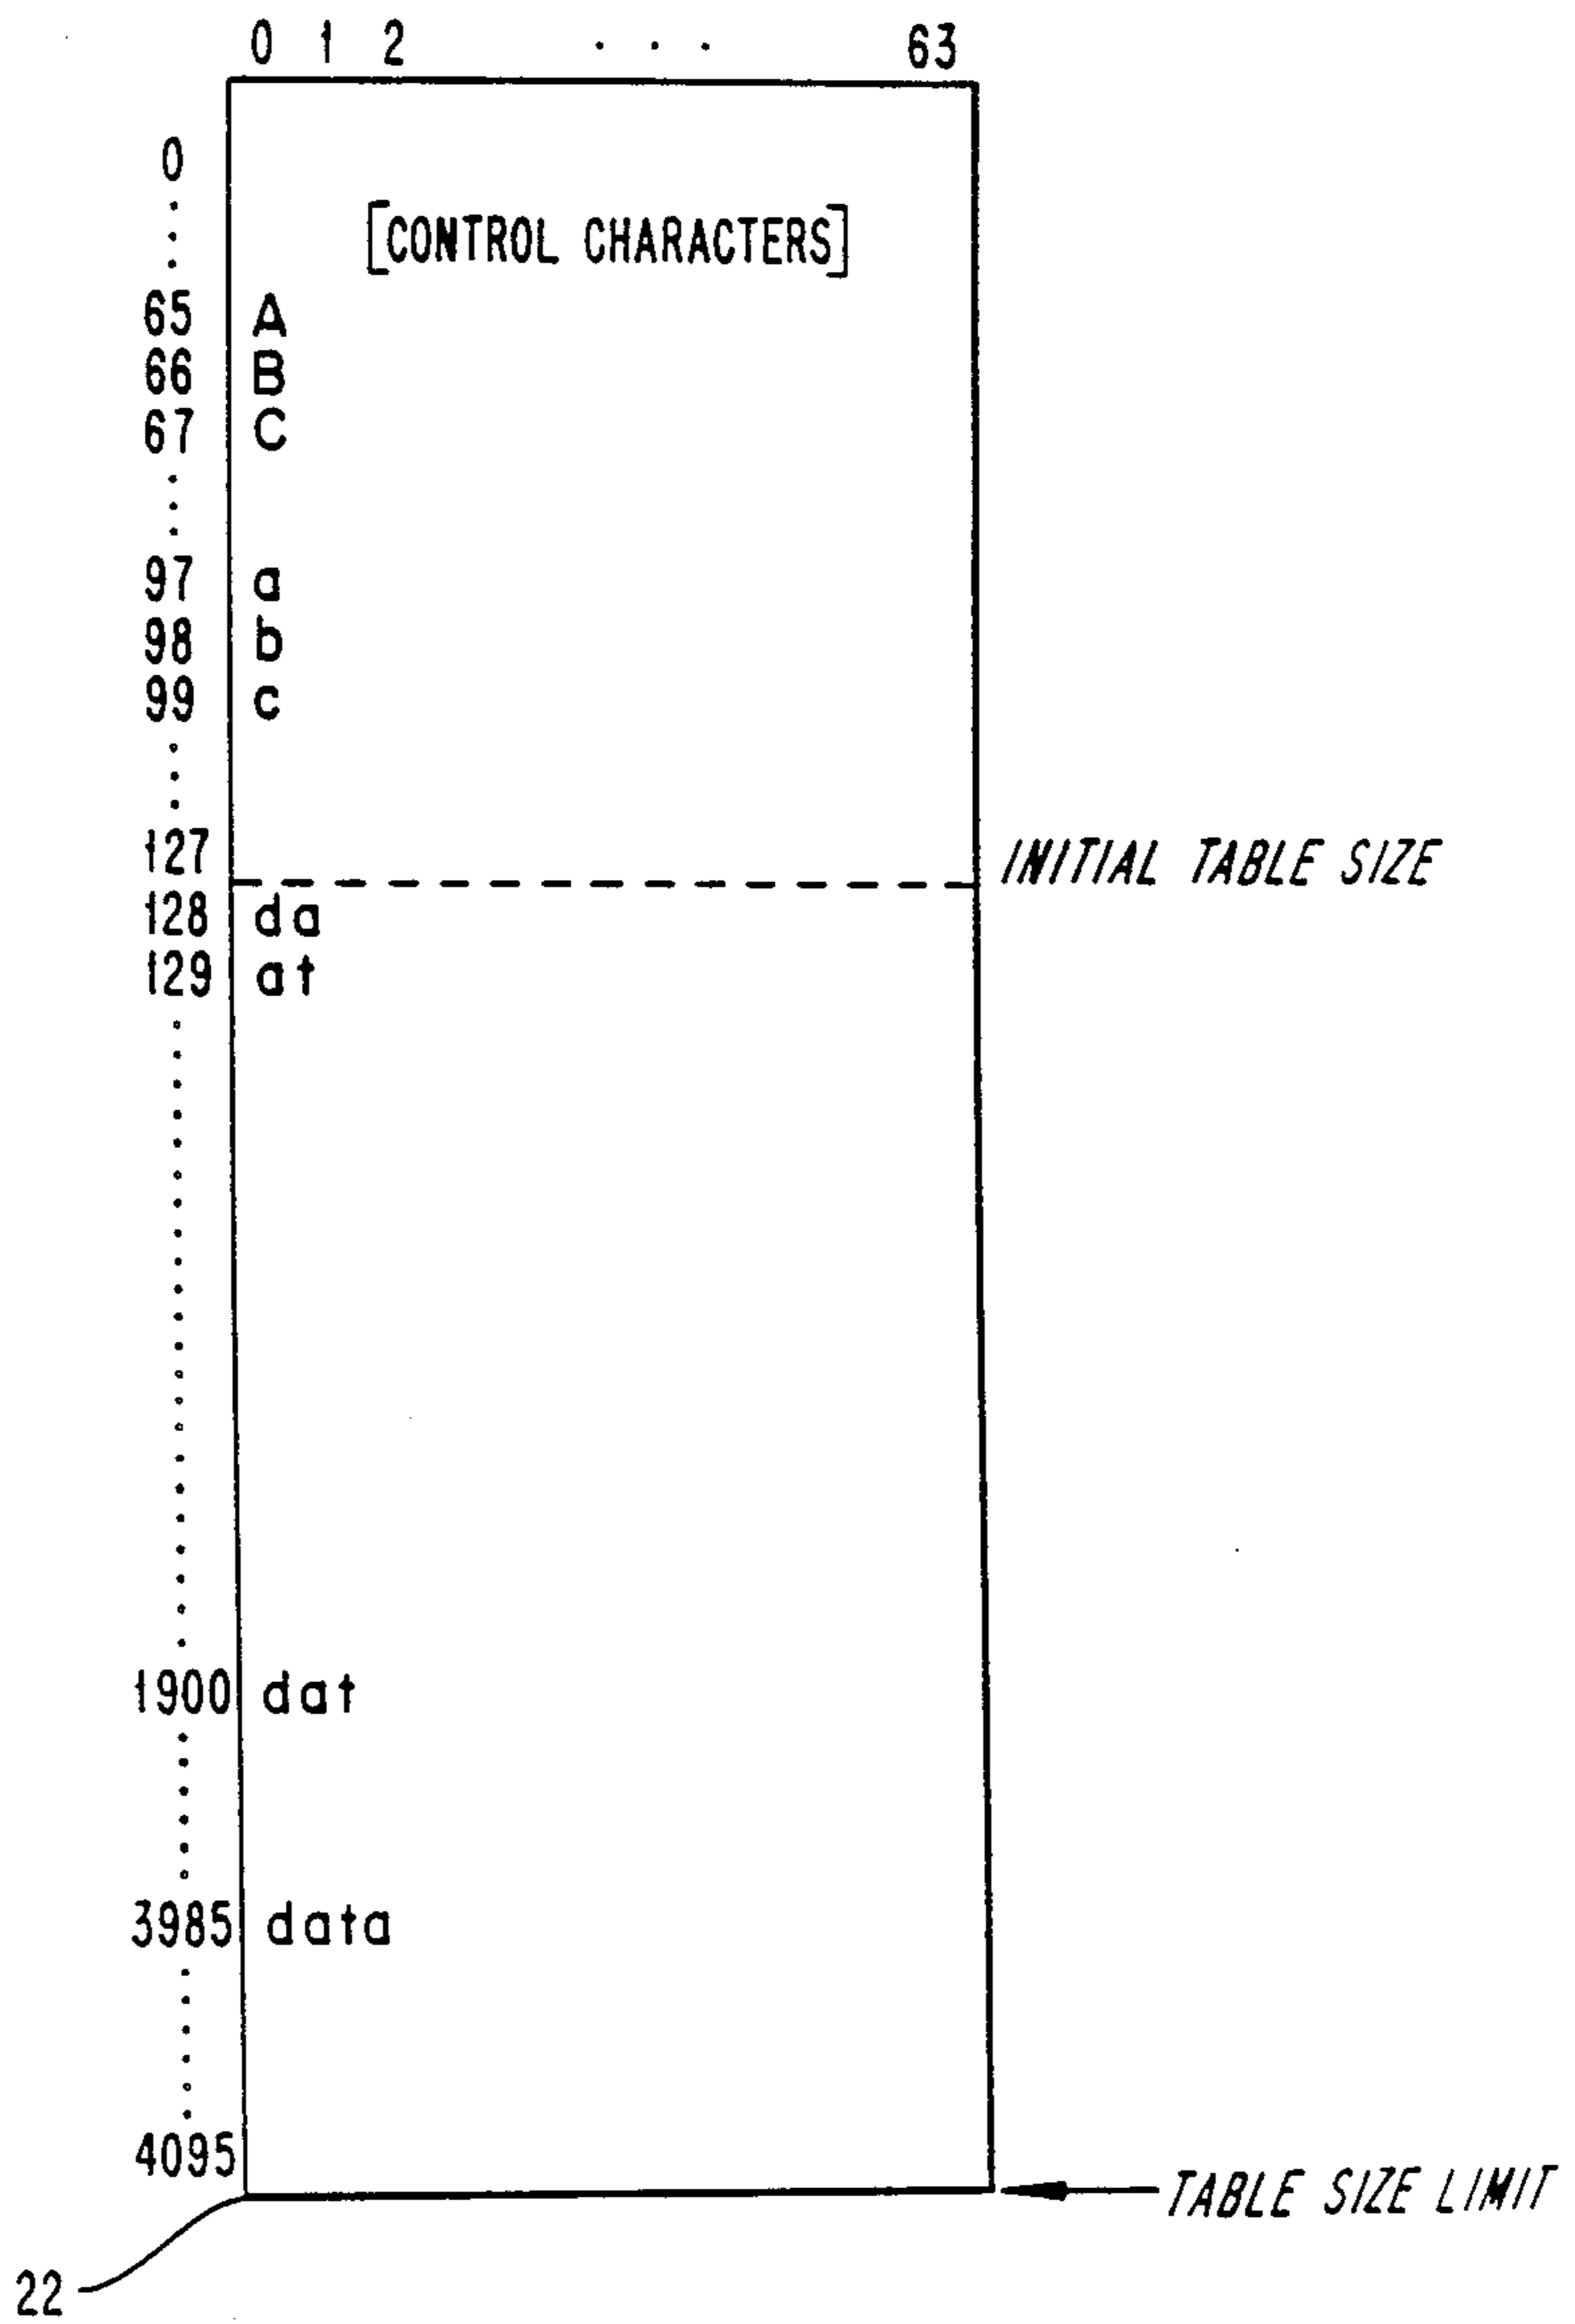 0 1 2 . . . 63
0
[CONTROL CHARACTERS]
65 A
66 B
67 C
97 a
98 b
99 c
127
INITIAL TABLE SIZE
128 da
129 at
1900 dat
3985 data
4095
TABLE SIZE LIMIT
22